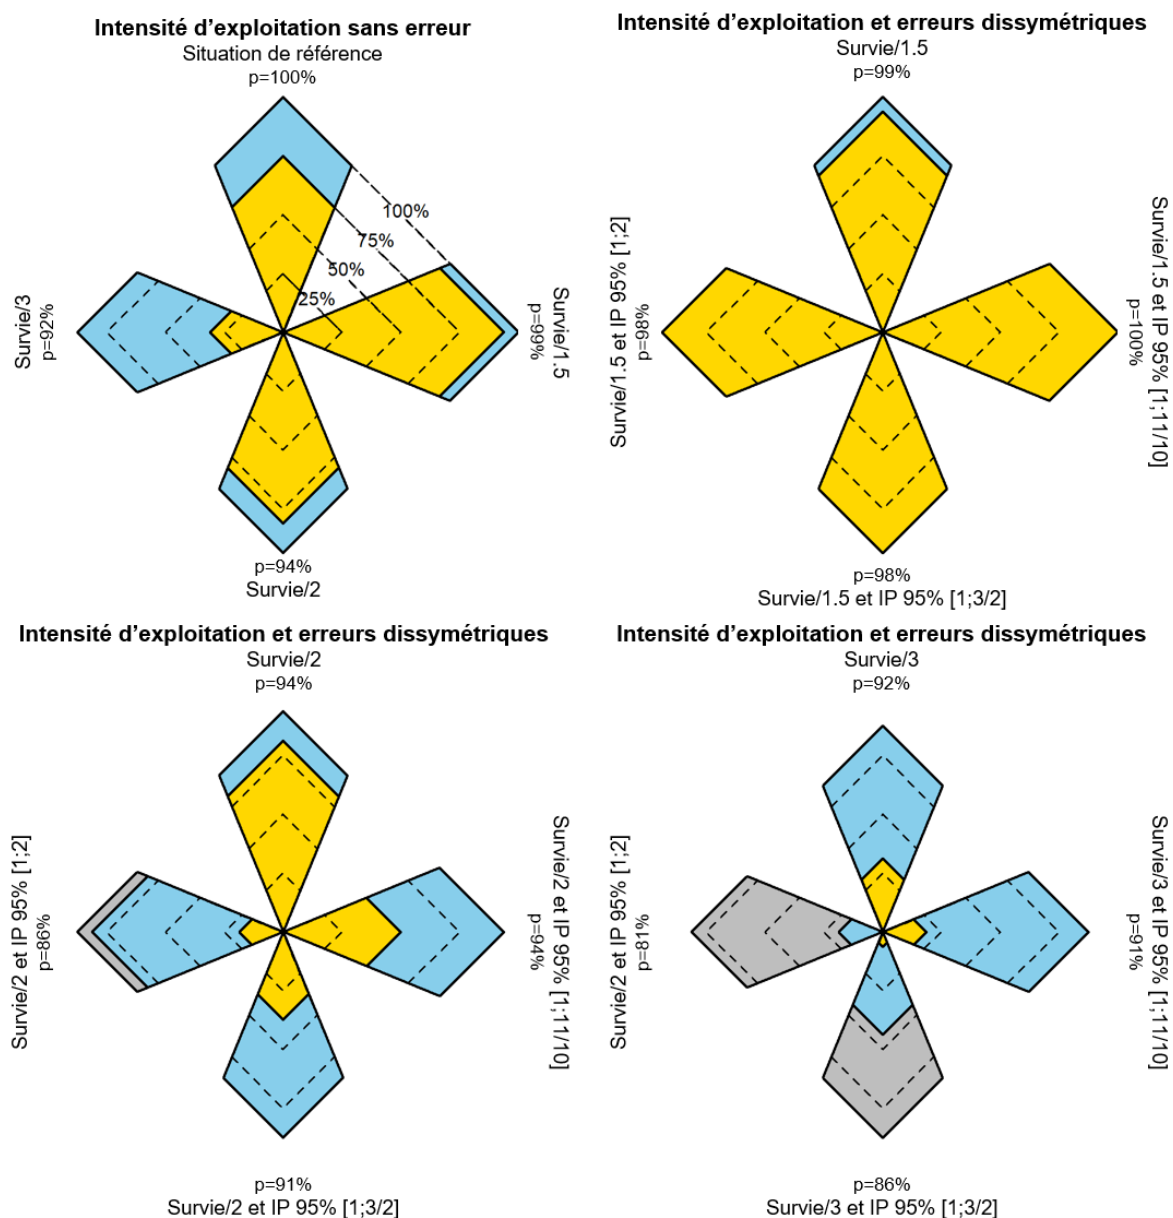 Intensité d’exploitation sans erreur
Situation de référence
p=100%
100%
75%
50%
25%
Survie/3
p=92%
p=99%
Survie/1.5
p=94%
Survie/2
Intensité d’exploitation et erreurs dissymétriques
Survie/1.5
p=99%
Survie/1.5 et IP 95% [1;2]
p=98%
p=100%
Survie/1.5 et IP 95% [1;11/10]
p=98%
Survie/1.5 et IP 95% [1;3/2]
Intensité d’exploitation et erreurs dissymétriques
Survie/2
p=94%
Survie/2 et IP 95% [1;2]
p=86%
p=94%
Survie/2 et IP 95% [1;11/10]
p=91%
Survie/2 et IP 95% [1;3/2]
Intensité d’exploitation et erreurs dissymétriques
Survie/3
p=92%
Survie/2 et IP 95% [1;2]
p=81%
p=91%
Survie/3 et IP 95% [1;11/10]
p=86%
Survie/3 et IP 95% [1;3/2]